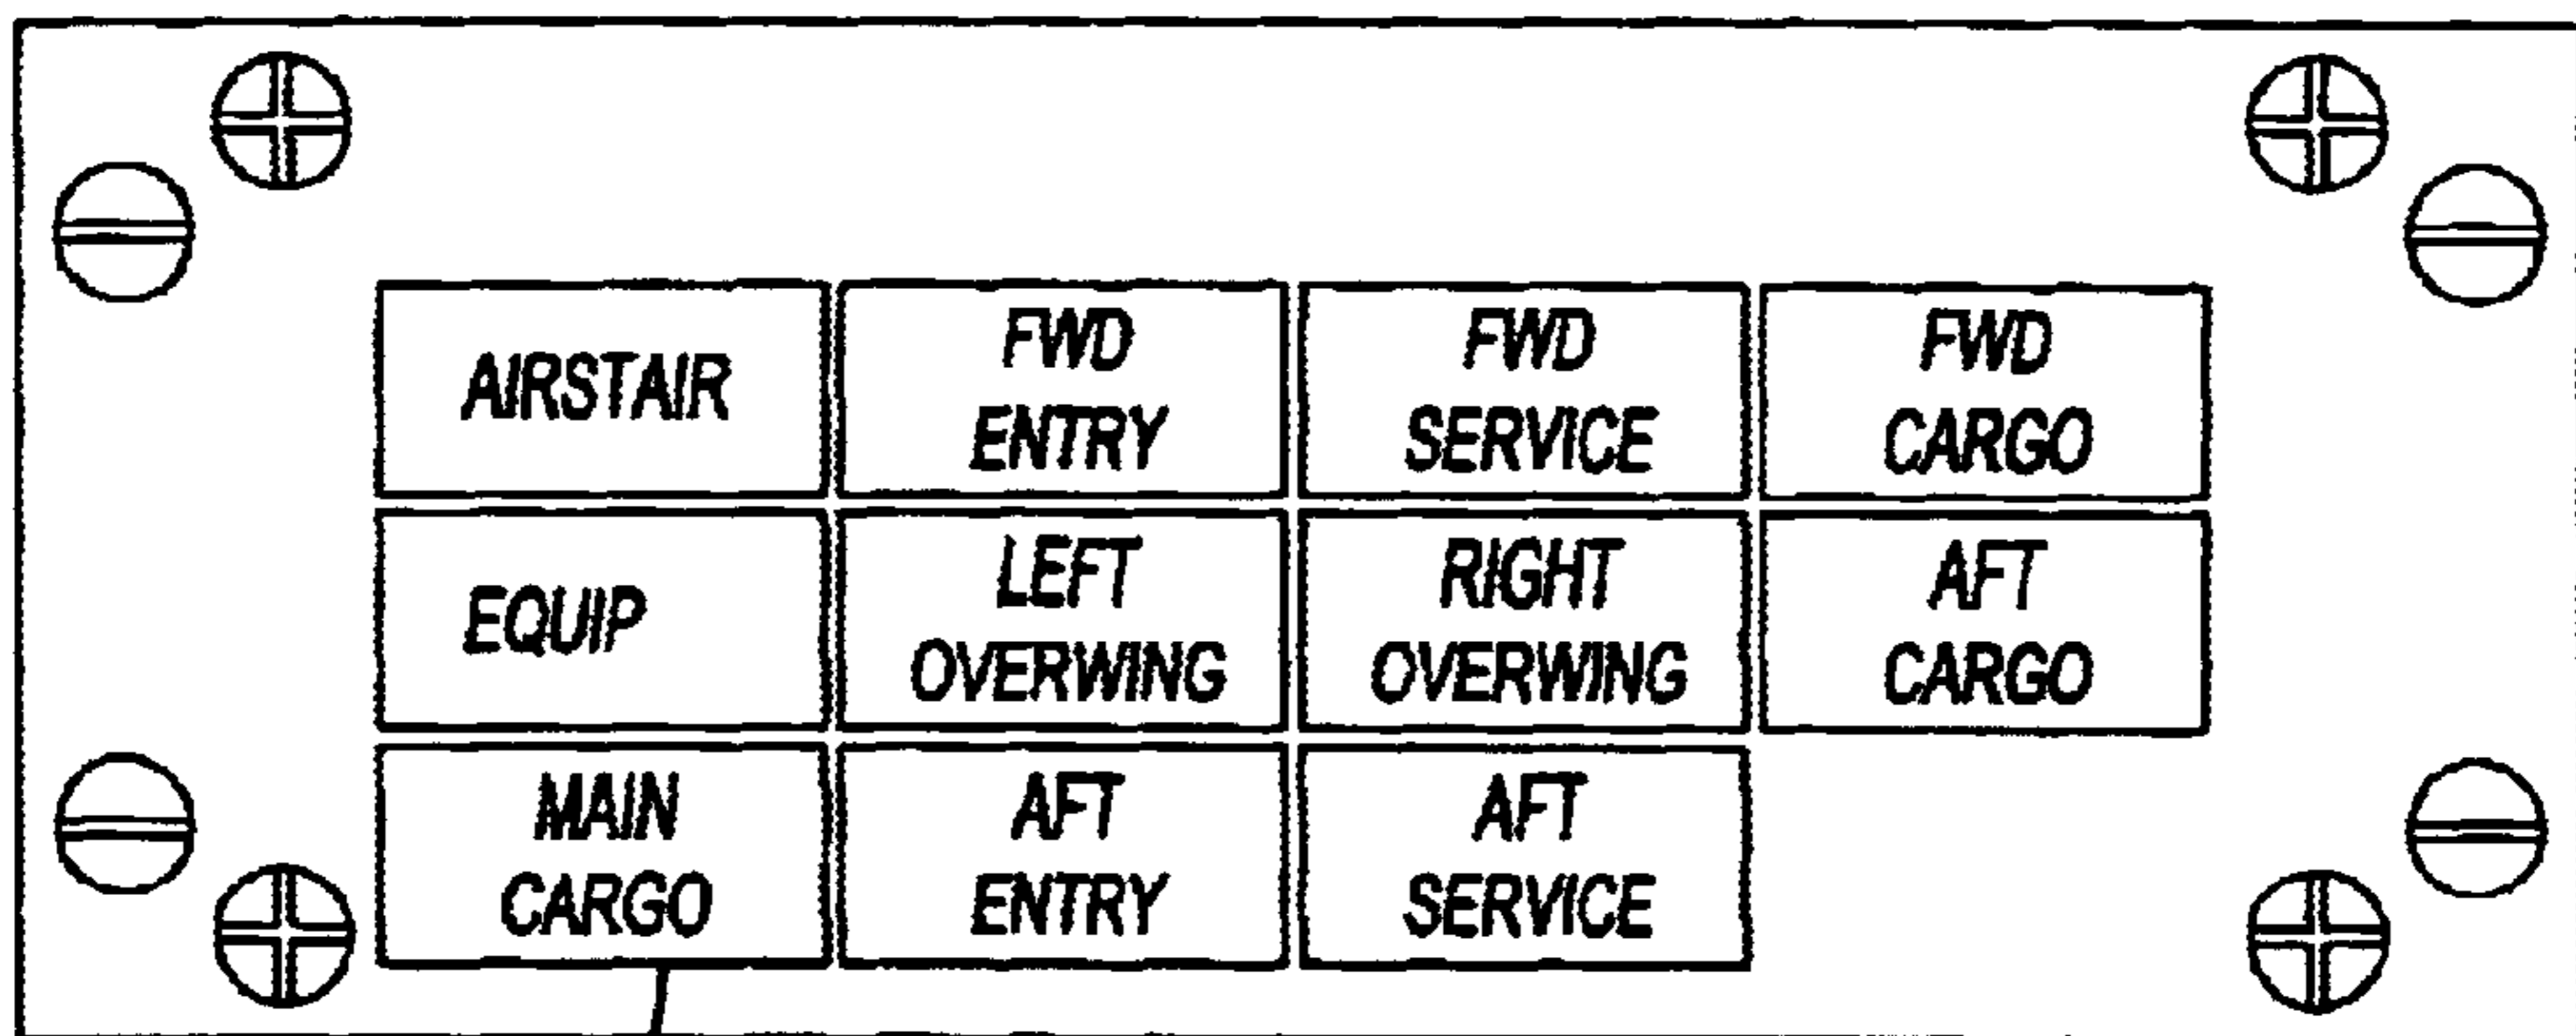 AIRSTAIR
FWD
ENTRY
FWD
SERVICE
FWD
CARGO
EQUIP
LEFT
OVERWING
RIGHT
OVERWING
AFT
CARGO
MAIN
CARGO
AFT
ENTRY
AFT
SERVICE